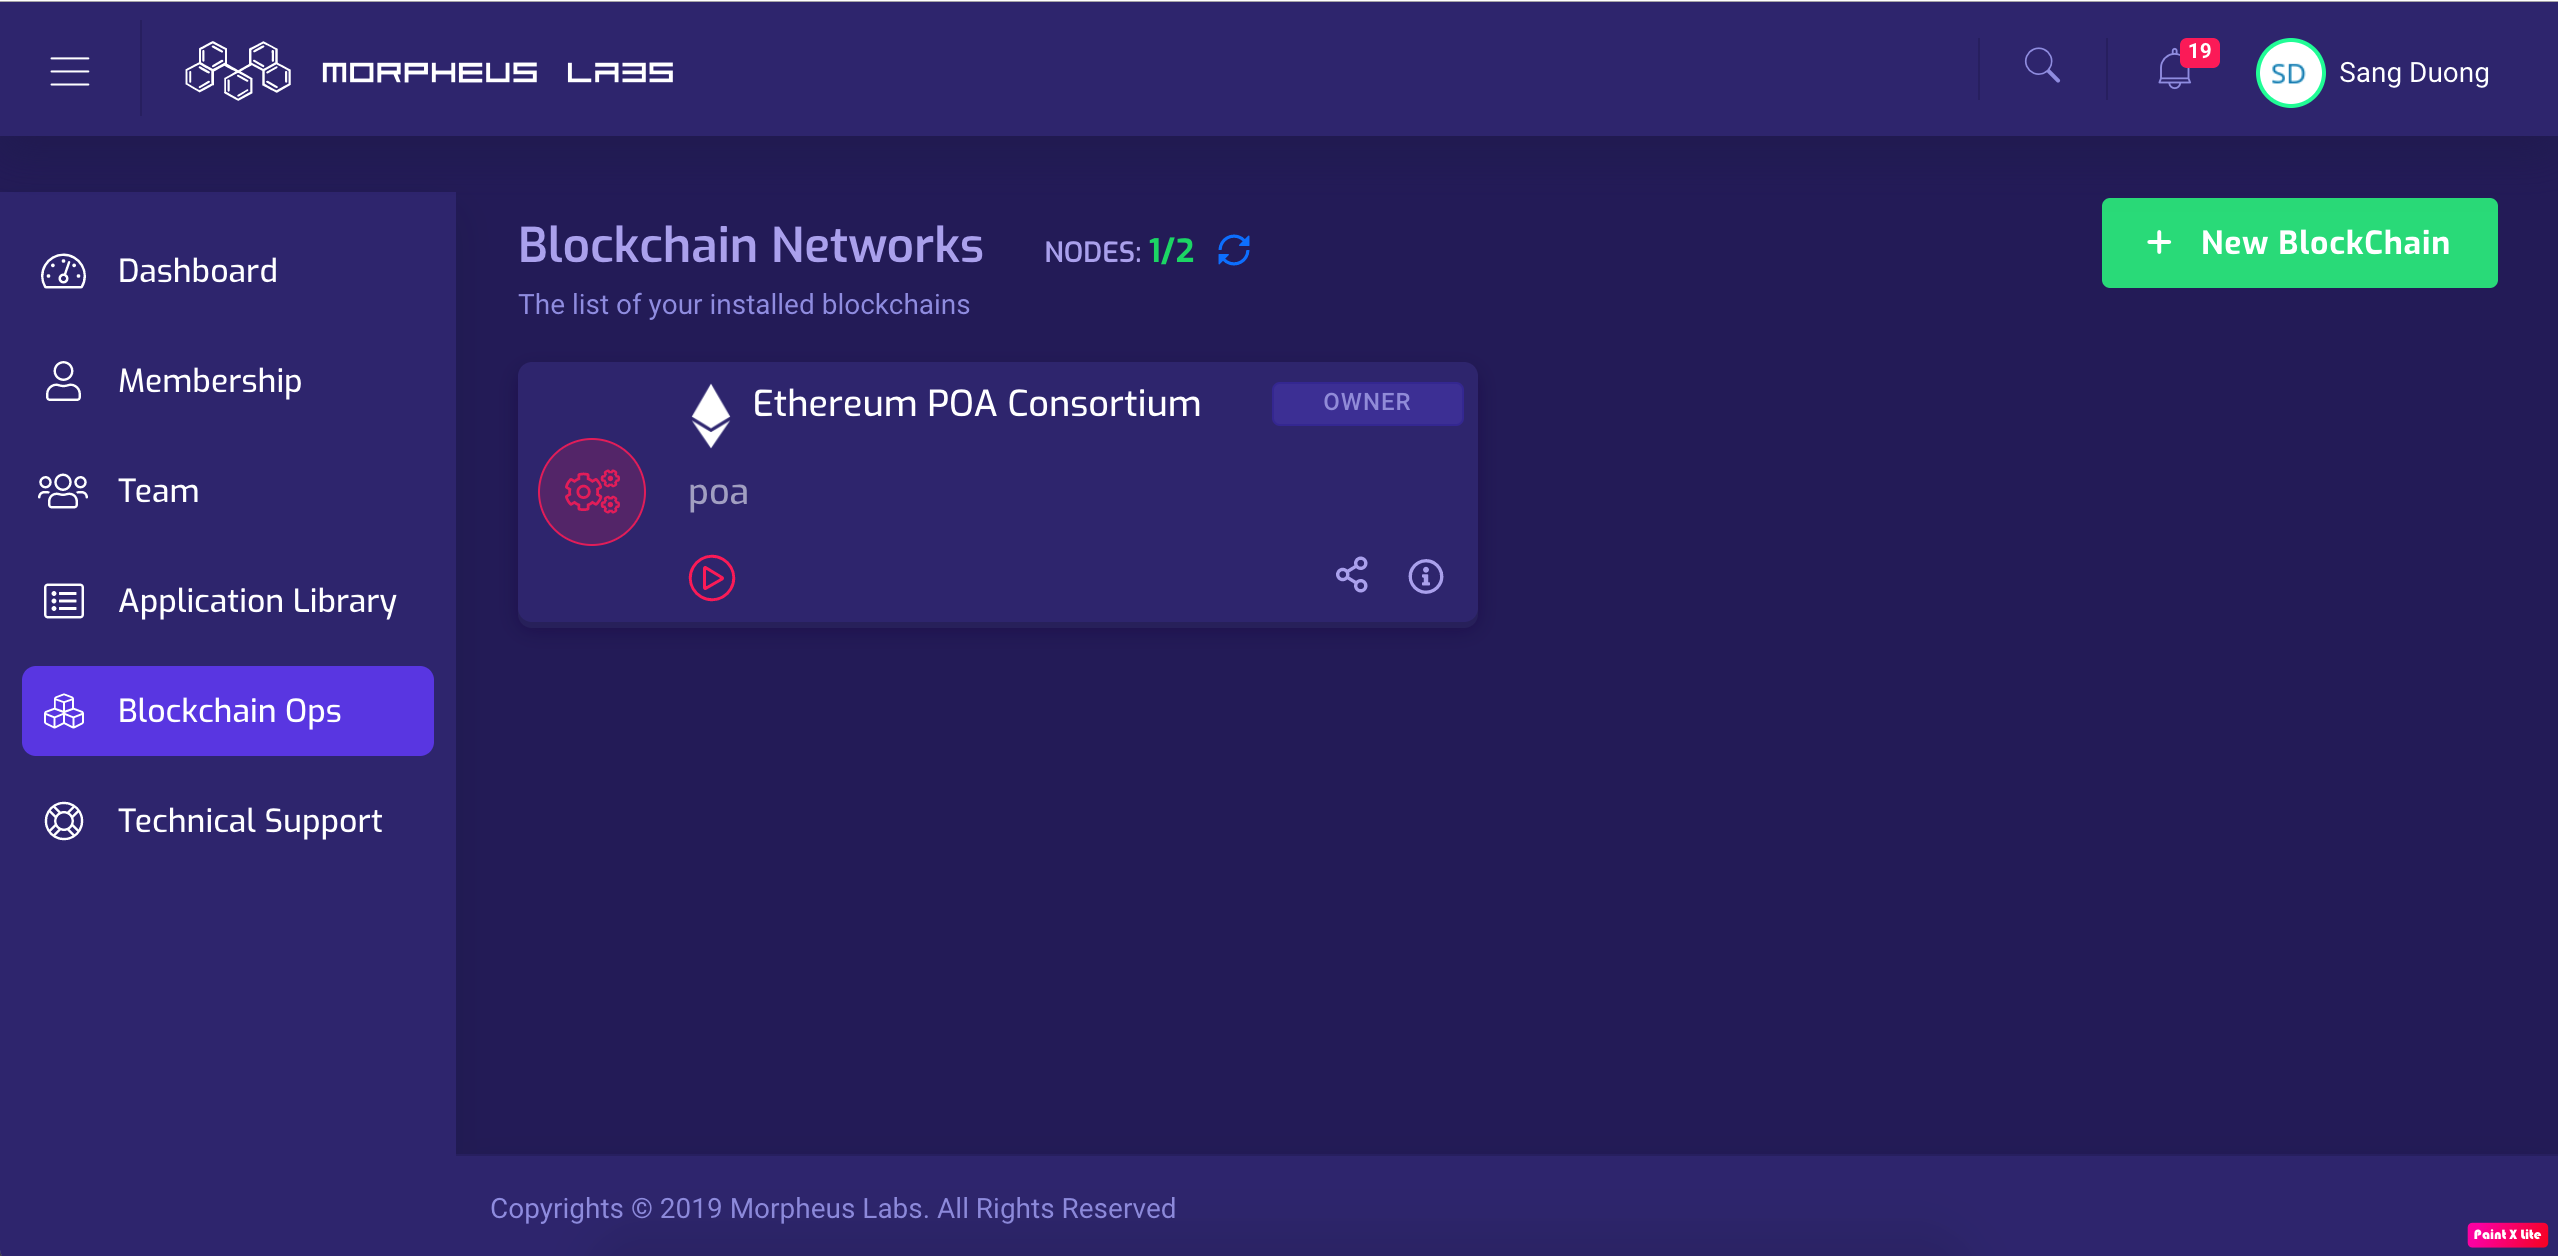 MORPHEUS LABS
19
SD
Sang Duong
Dashboard
Membership
Team
Application Library
Blockchain Ops
Technical Support
Blockchain Networks
NODES: 1/2
+ New BlockChain
The list of your installed blockchains
Ethereum POA Consortium
OWNER
poa
Copyrights © 2019 Morpheus Labs. All Rights Reserved
Paint X Lite